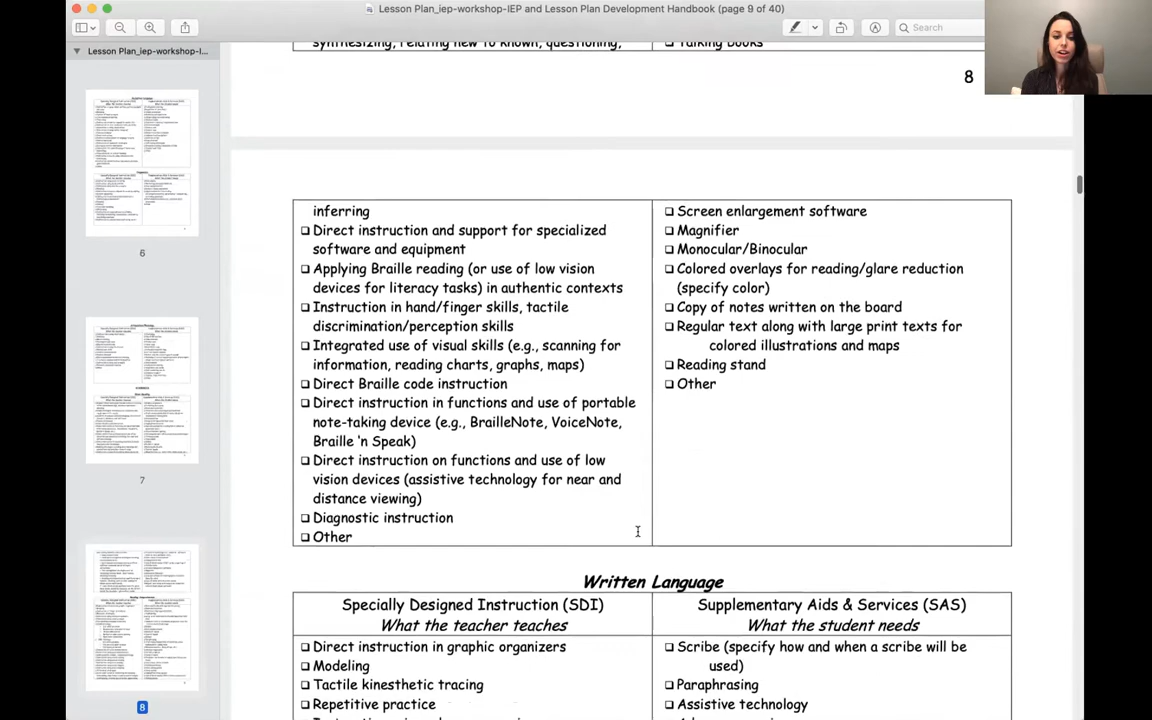 Lesson Plan_iep-workshop-IEP and Lesson Plan Development Handbook (page 9 of 40)
Search
Lesson Plan_iep-workshop-I...
6
7
8
synthesizing, relating new to known, questioning,
❑ Talking books
8
inferring
❑ Direct instruction and support for specialized
software and equipment
❑ Applying Braille reading (or use of low vision
devices for literacy tasks) in authentic contexts
❑ Instruction in hand/finger skills, tactile
discrimination/perception skills
❑ Integrated use of visual skills (e.g., scanning for
information, reading charts, graphs, maps)
❑ Direct Braille code instruction
❑ Direct instruction in functions and use of portable
note-taking device (e.g., BrailleNote, VoiceNote,
Braille 'n Speak)
❑ Direct instruction on functions and use of low
vision devices (assistive technology for near and
distance viewing)
❑ Diagnostic instruction
❑ Other
❑ Screen enlargement software
❑ Magnifier
❑ Monocular/Binocular
❑ Colored overlays for reading/glare reduction
(specify color)
❑ Copy of notes written on the board
❑ Regular text along with large print texts for
colored illustrations and maps
❑ Reading stand
❑ Other
Written Language
Specially Designed Instruction (SDI)
What the teacher teaches
❑ Direct instruction in graphic organizers
❑ Modeling
❑ Tactile kinesthetic tracing
❑ Repetitive practice
Supplementary Aids & Services (SAS)
What the student needs
❑ Scribe (specify how aid when a scribe will be
used)
❑ Paraphrasing
❑ Assistive technology